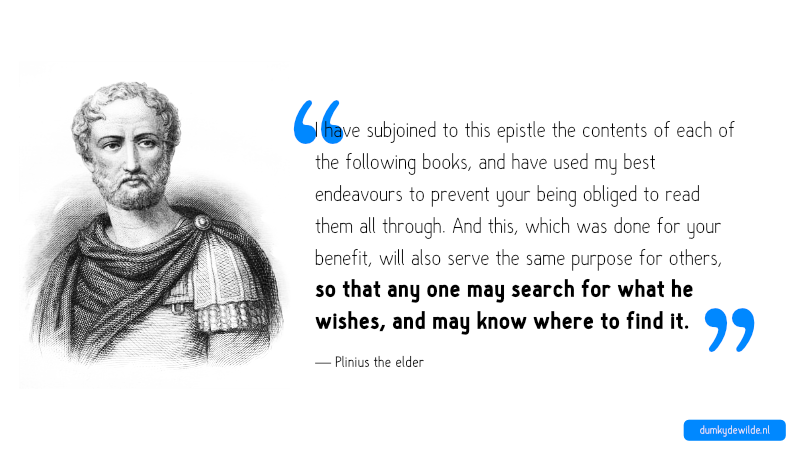 I have subjoined to this epistle the contents of each of
the following books, and have used my best
endeavours to prevent your being obliged to read
them all through. And this, which was done for your
benefit, will also serve the same purpose for others,
so that any one may search for what he
wishes, and may know where to find it.
— Plinius the elder
dumkydewilde.nl